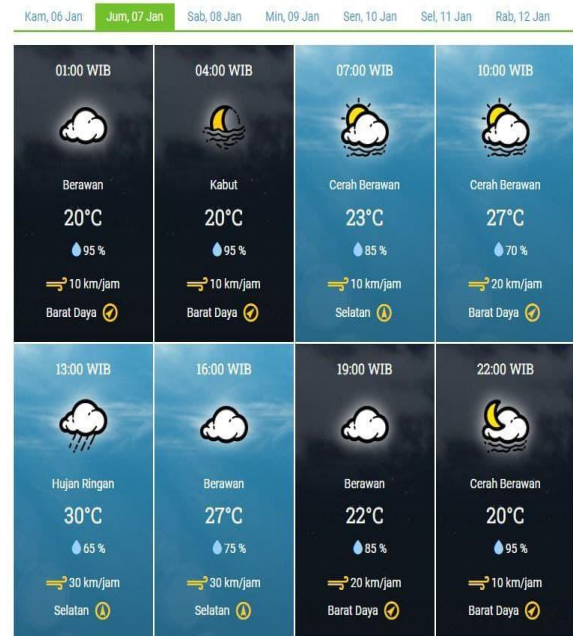 Kam, 06 Jan Jum, 07 Jan Sab, 08 Jan Min, 09 Jan Sen, 10 Jan Sel, 11 Jan Rab, 12 Jan
01:00 WIB
Berawan
20°C
95 %
10 km/jam
Barat Daya
04:00 WIB
Kabut
20°C
95 %
10 km/jam
Barat Daya
07:00 WIB
Cerah Berawan
23°C
85 %
10 km/jam
Selatan
10:00 WIB
Cerah Berawan
27°C
70 %
20 km/jam
Barat Daya
13:00 WIB
Hujan Ringan
30°C
65 %
30 km/jam
Selatan
16:00 WIB
Berawan
27°C
75 %
30 km/jam
Selatan
19:00 WIB
Berawan
22°C
85 %
20 km/jam
Barat Daya
22:00 WIB
Cerah Berawan
20°C
95 %
10 km/jam
Barat Daya